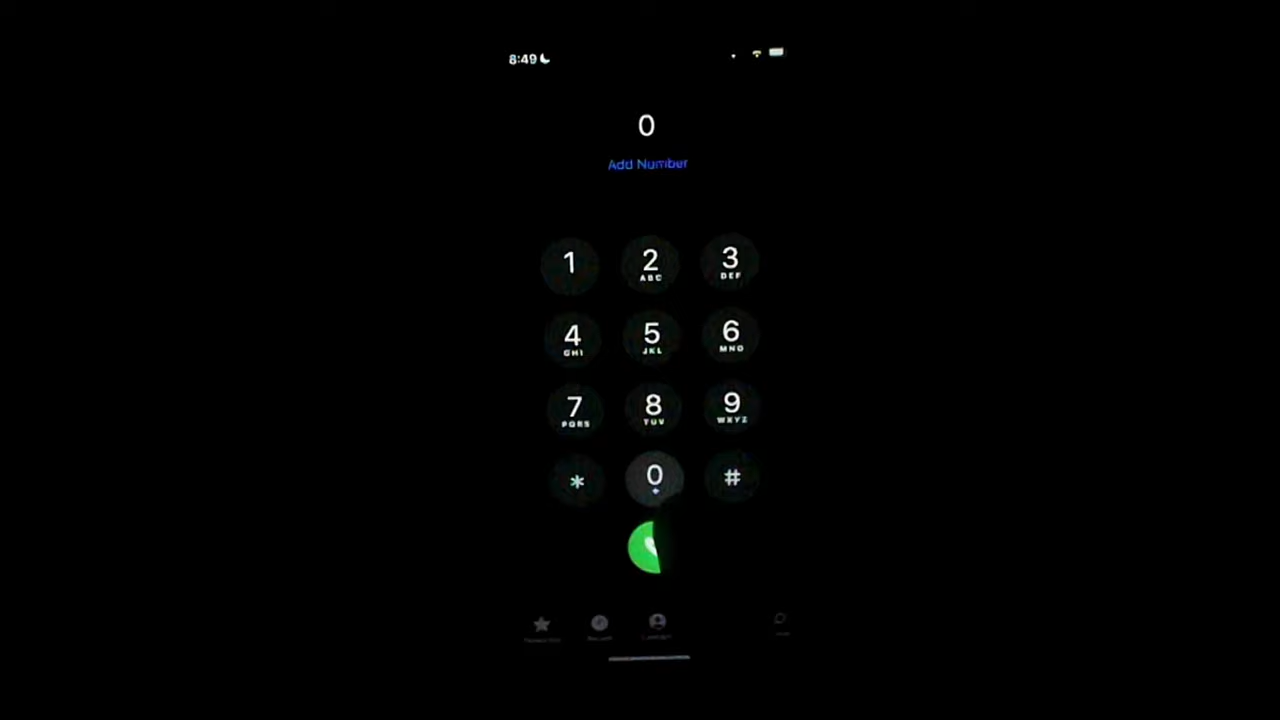 8:49
0
Add Number
1 2 3
ABC DEF
4 5 6
GHI JKL MNO
7 8 9
PQRS TUV WXYZ
* 0 #
+